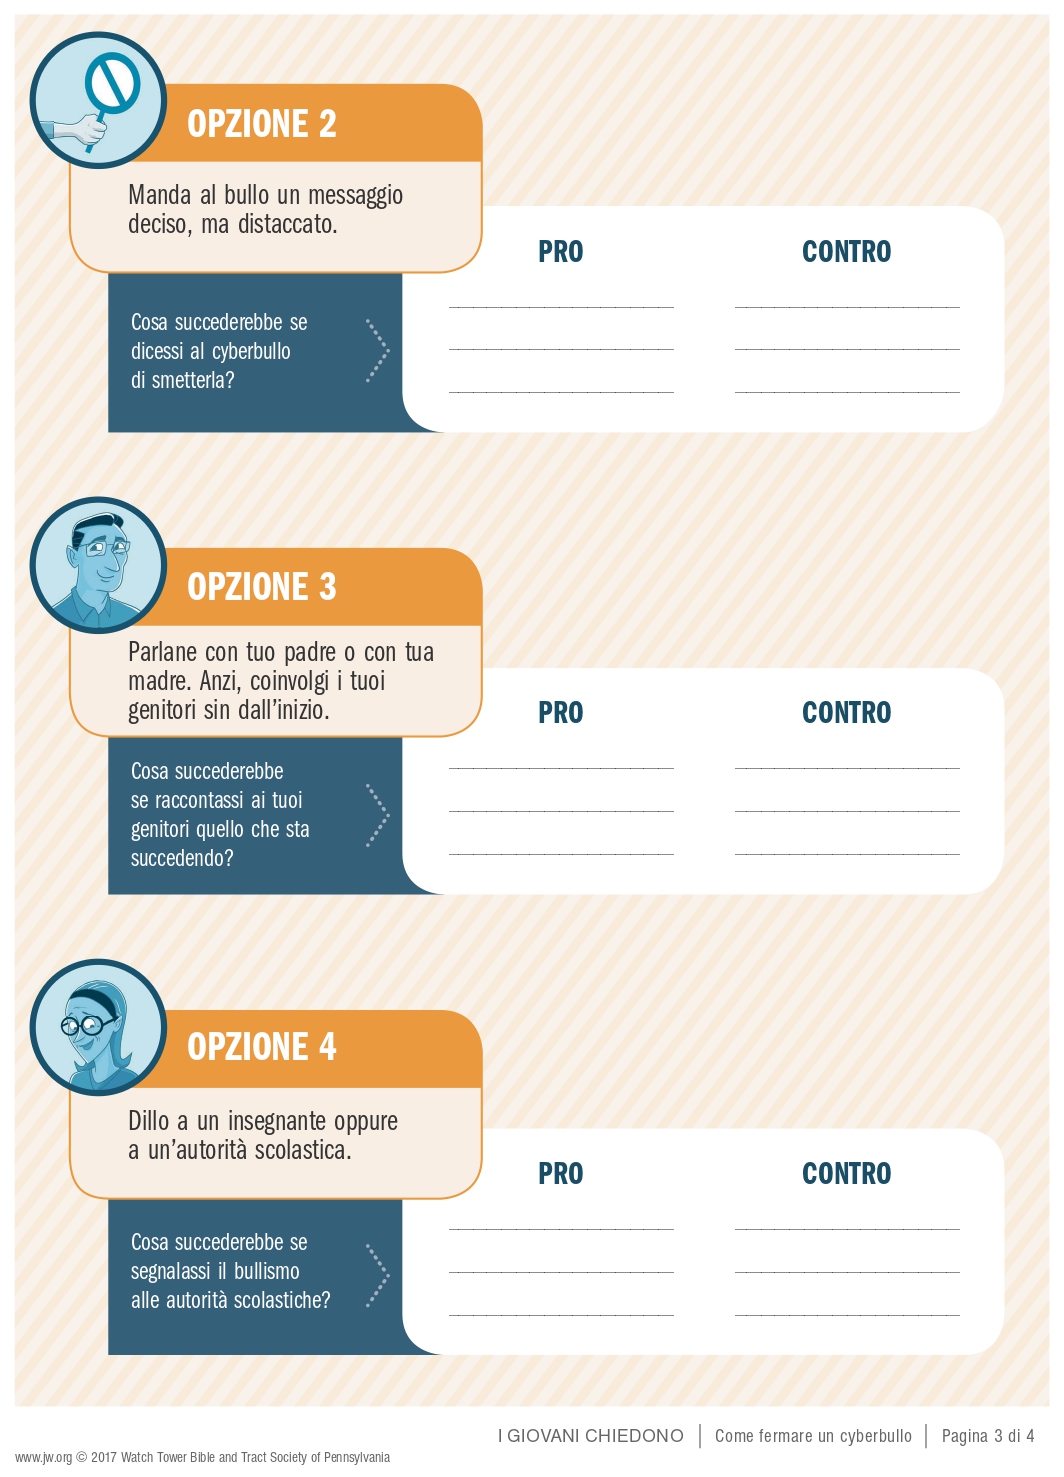 OPZIONE 2
Manda al bullo un messaggio
deciso, ma distaccato.
PRO
CONTRO
Cosa succederebbe se
dicessi al cyberbullo
di smetterla?
OPZIONE 3
Parlane con tuo padre o con tua
madre. Anzi, coinvolgi i tuoi
genitori sin dall’inizio.
PRO
CONTRO
Cosa succederebbe
se raccontassi ai tuoi
genitori quello che sta
succedendo?
OPZIONE 4
Dillo a un insegnante oppure
a un’autorità scolastica.
PRO
CONTRO
Cosa succederebbe se
segnalassi il bullismo
alle autorità scolastiche?
I GIOVANI CHIEDONO | Come fermare un cyberbullo | Pagina 3 di 4
www.jw.org © 2017 Watch Tower Bible and Tract Society of Pennsylvania